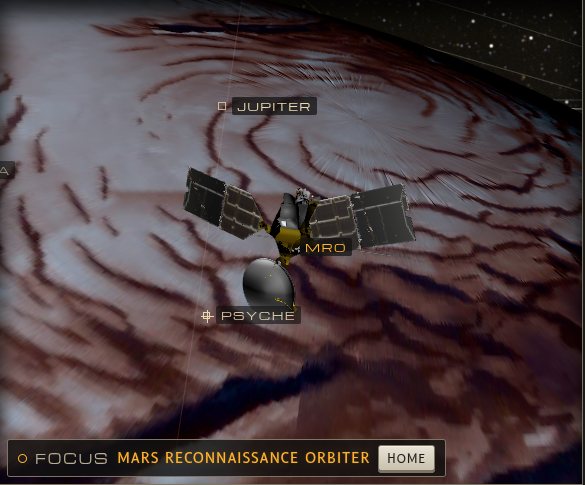 JUPITER
A
MRO
PSYCHE
FOCUS MARS RECONNAISSANCE ORBITER HOME